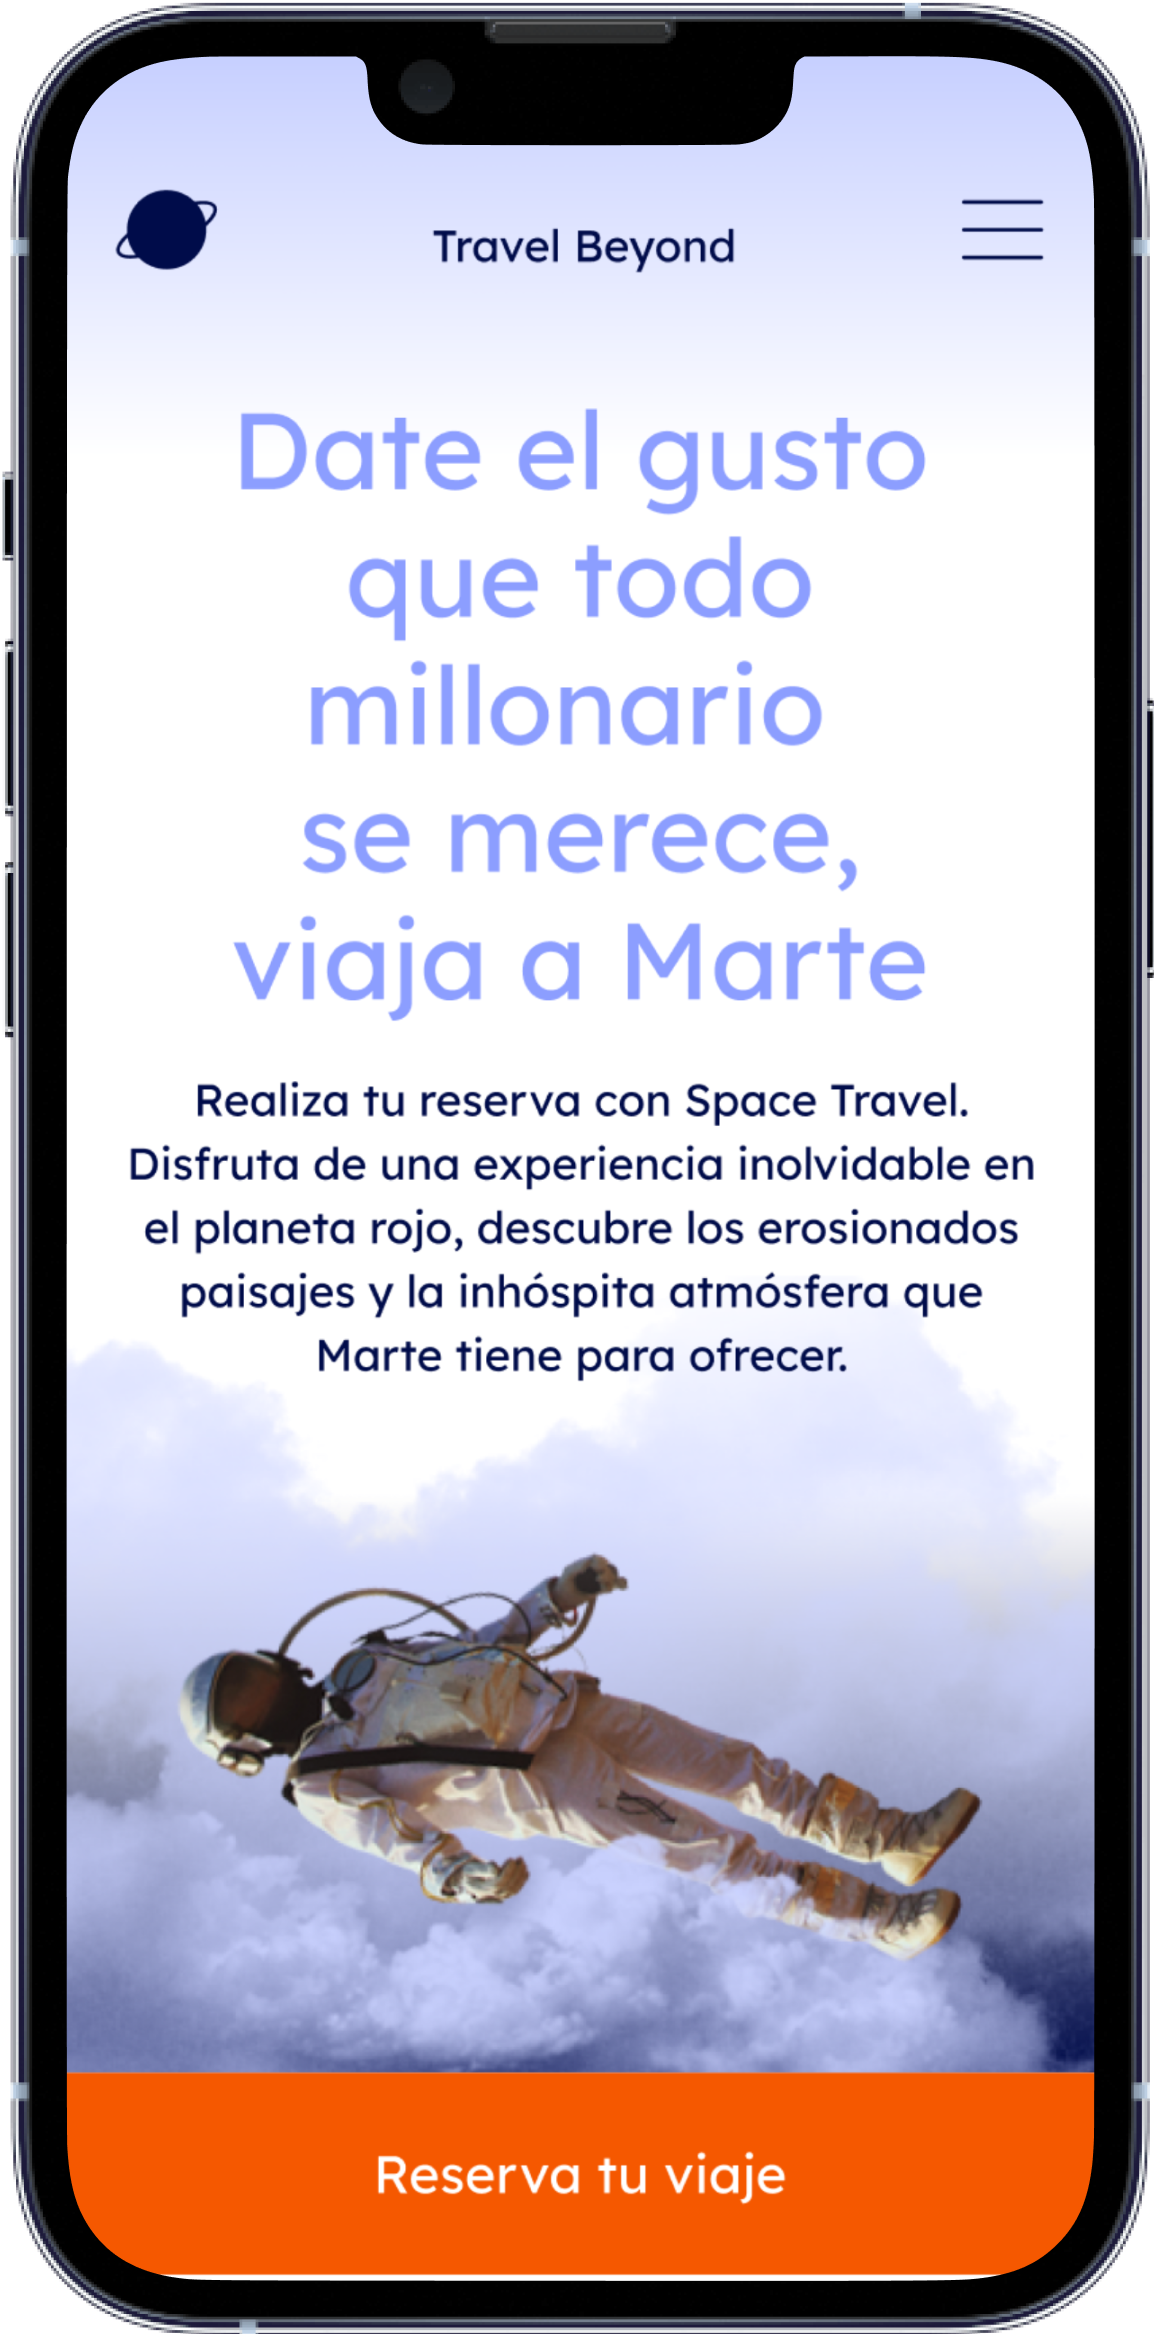 Travel Beyond
Date el gusto
que todo
millonario
se merece,
viaja a Marte
Realiza tu reserva con Space Travel.
Disfruta de una experiencia inolvidable en
el planeta rojo, descubre los erosionados
paisajes y la inhóspita atmósfera que
Marte tiene para ofrecer.
Reserva tu viaje